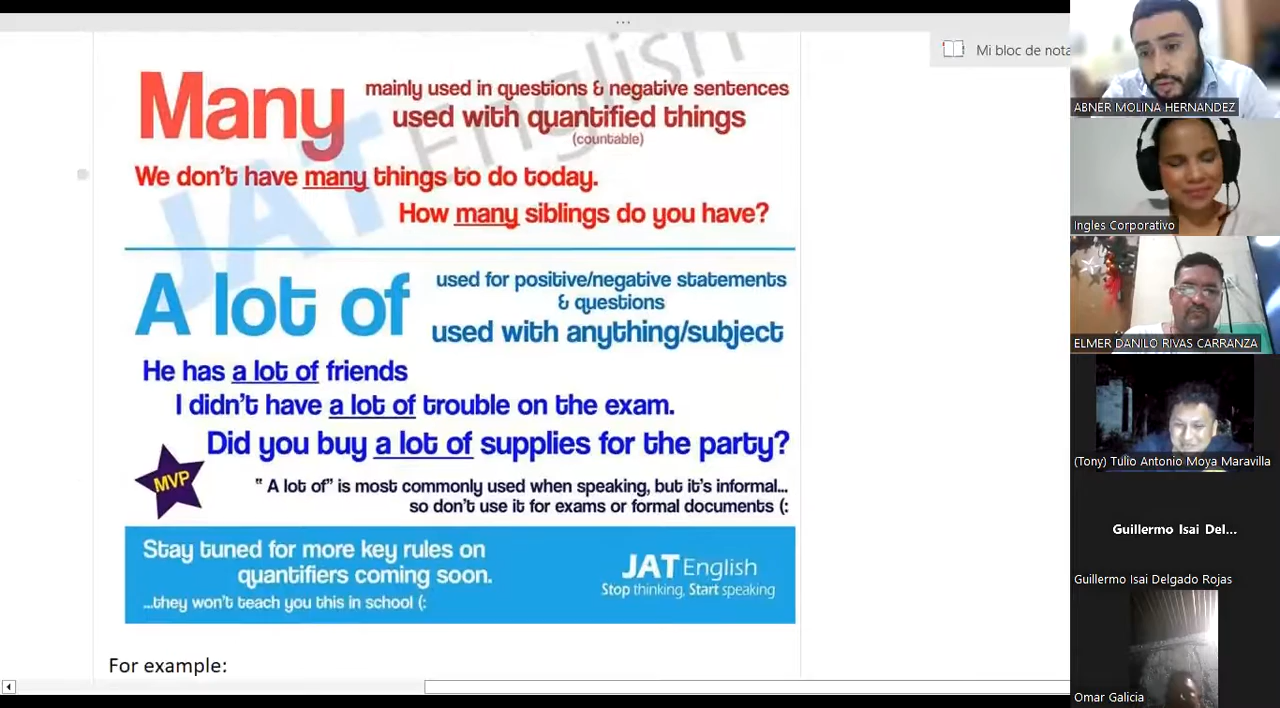 ...
Mi bloc de nota
JAT English
Many
mainly used in questions & negative sentences
used with quantified things
(countable)
We don't have many things to do today.
How many siblings do you have?
A lot of
used for positive/negative statements
& questions
used with anything/subject
He has a lot of friends
I didn't have a lot of trouble on the exam.
Did you buy a lot of supplies for the party?
MVP
" A lot of" is most commonly used when speaking, but it's informal...
so don't use it for exams or formal documents (:
Stay tuned for more key rules on
quantifiers coming soon.
...they won't teach you this in school (:
JAT English
Stop thinking, Start speaking
For example:
ABNER MOLINA HERNANDEZ
Ingles Corporativo
ELMER DANILO RIVAS CARRANZA
(Tony) Tulio Antonio Moya Maravilla
Guillermo Isai Del...
Guillermo Isai Delgado Rojas
Omar Galicia